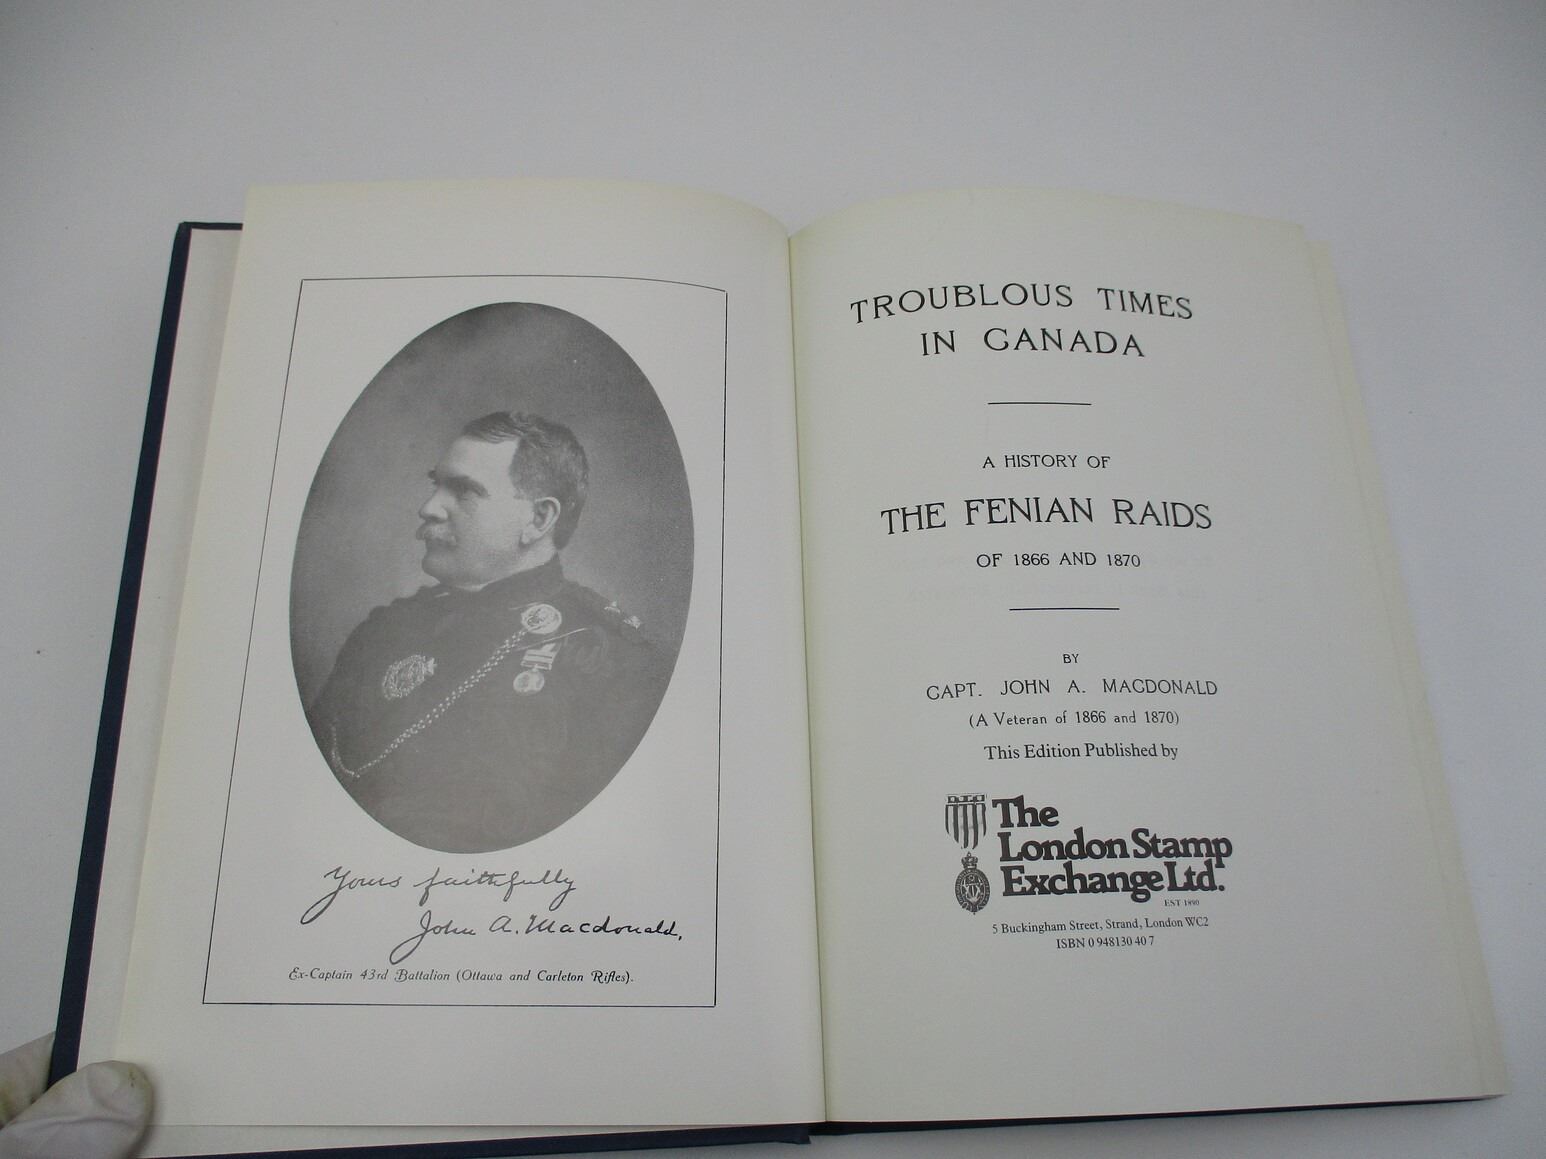 Yours faithfully
John A. Macdonald.
Ex-Captain 43rd Battalion (Ottawa and Carleton Rifles).
TROUBLOUS TIMES
IN CANADA
A HISTORY OF
THE FENIAN RAIDS
OF 1866 AND 1870
BY
CAPT. JOHN A. MACDONALD
(A Veteran of 1866 and 1870)
This Edition Published by
The
London Stamp
Exchange Ltd.
EST 1890
5 Buckingham Street, Strand, London WC2
ISBN 0 948130 40 7